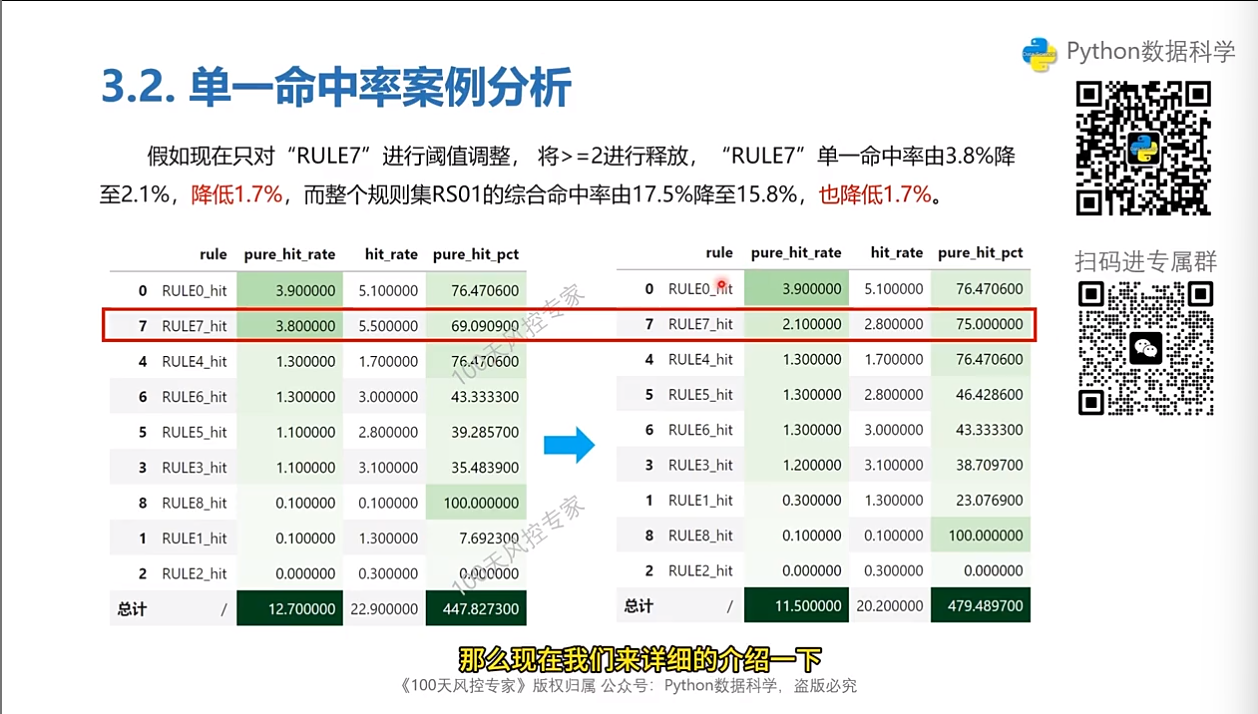 Python数据科学
3.2. 单一命中率案例分析
假如现在只对“RULE7”进行阈值调整， 将>=2进行释放， “RULE7”单一命中率由3.8%降
至2.1%，降低1.7%，而整个规则集RS01的综合命中率由17.5%降至15.8%，也降低1.7%。
扫码进专属群
rule pure_hit_rate hit_rate pure_hit_pct
0 RULE0_hit 3.900000 5.100000 76.470600
7 RULE7_hit 3.800000 5.500000 69.090900
4 RULE4_hit 1.300000 1.700000 76.470600
6 RULE6_hit 1.300000 3.000000 43.333300
5 RULE5_hit 1.100000 2.800000 39.285700
3 RULE3_hit 1.100000 3.100000 35.483900
8 RULE8_hit 0.100000 0.100000 100.000000
1 RULE1_hit 0.100000 1.300000 7.692300
2 RULE2_hit 0.000000 0.300000 0.000000
总计 / 12.700000 22.900000 447.827300
rule pure_hit_rate hit_rate pure_hit_pct
0 RULE0_hit 3.900000 5.100000 76.470600
7 RULE7_hit 2.100000 2.800000 75.000000
4 RULE4_hit 1.300000 1.700000 76.470600
5 RULE5_hit 1.300000 2.800000 46.428600
6 RULE6_hit 1.300000 3.000000 43.333300
3 RULE3_hit 1.200000 3.100000 38.709700
1 RULE1_hit 0.300000 1.300000 23.076900
8 RULE8_hit 0.100000 0.100000 100.000000
2 RULE2_hit 0.000000 0.300000 0.000000
总计 / 11.500000 20.200000 479.489700
100天风控专家
100天风控专家
那么现在我们来详细的介绍一下
《100天风控专家》版权归属 公众号：Python数据科学，盗版必究